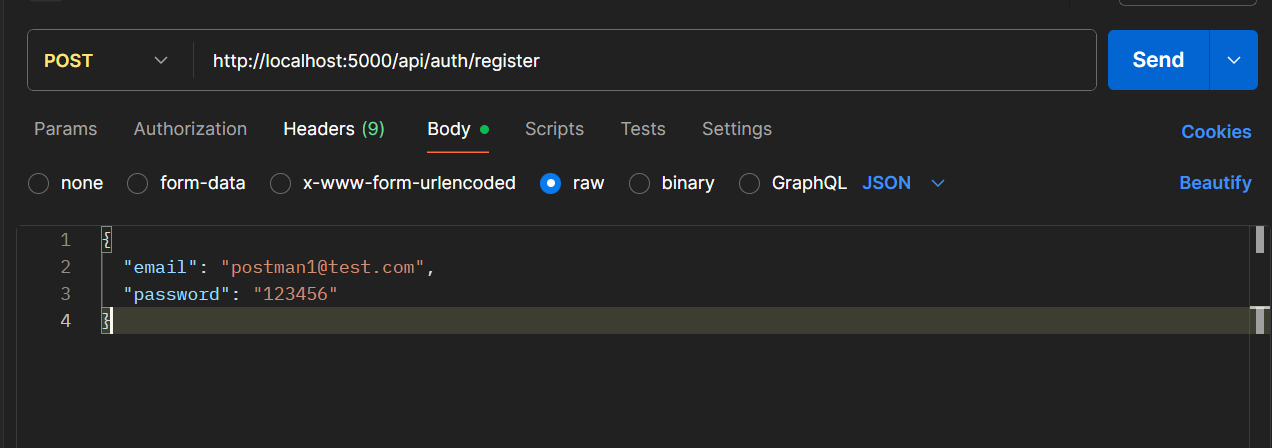 POST http://localhost:5000/api/auth/register Send
Params Authorization Headers (9) Body Scripts Tests Settings Cookies
none form-data x-www-form-urlencoded raw binary GraphQL JSON Beautify
1 {
2 "email": "postman1@test.com",
3 "password": "123456"
4 }